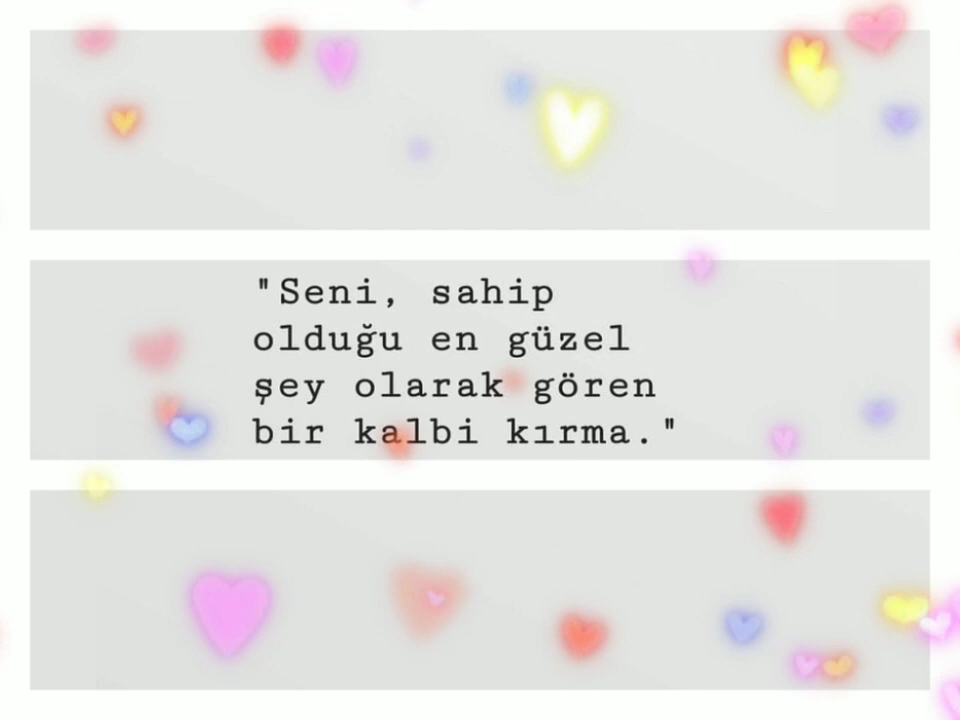 "Seni, sahip
olduğu en güzel
şey olarak gören
bir kalbi kırma."